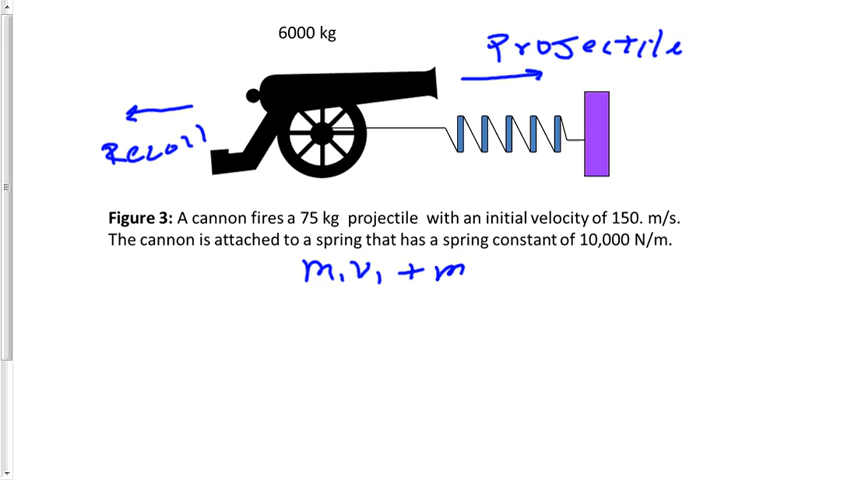 6000 kg
Projectile
Recoil
Figure 3: A cannon fires a 75 kg projectile with an initial velocity of 150. m/s.
The cannon is attached to a spring that has a spring constant of 10,000 N/m.
m₁v₁ + m